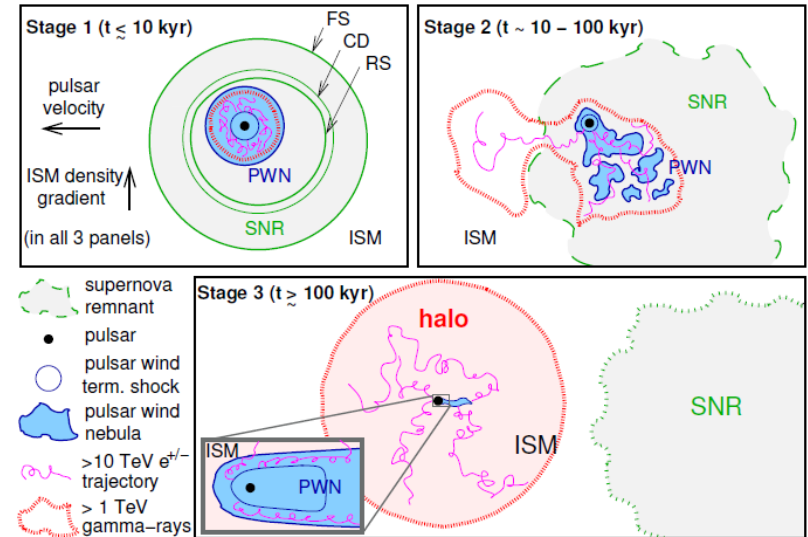 Stage 1 (t ≲ 10 kyr)
FS
CD
RS
pulsar
velocity
ISM density
gradient
(in all 3 panels)
PWN
SNR
ISM
Stage 2 (t ~ 10 – 100 kyr)
SNR
PWN
ISM
supernova
remnant
pulsar
pulsar wind
term. shock
pulsar wind
nebula
>10 TeV e+/−
trajectory
> 1 TeV
gamma−rays
Stage 3 (t ≳ 100 kyr)
halo
ISM
SNR
ISM
PWN